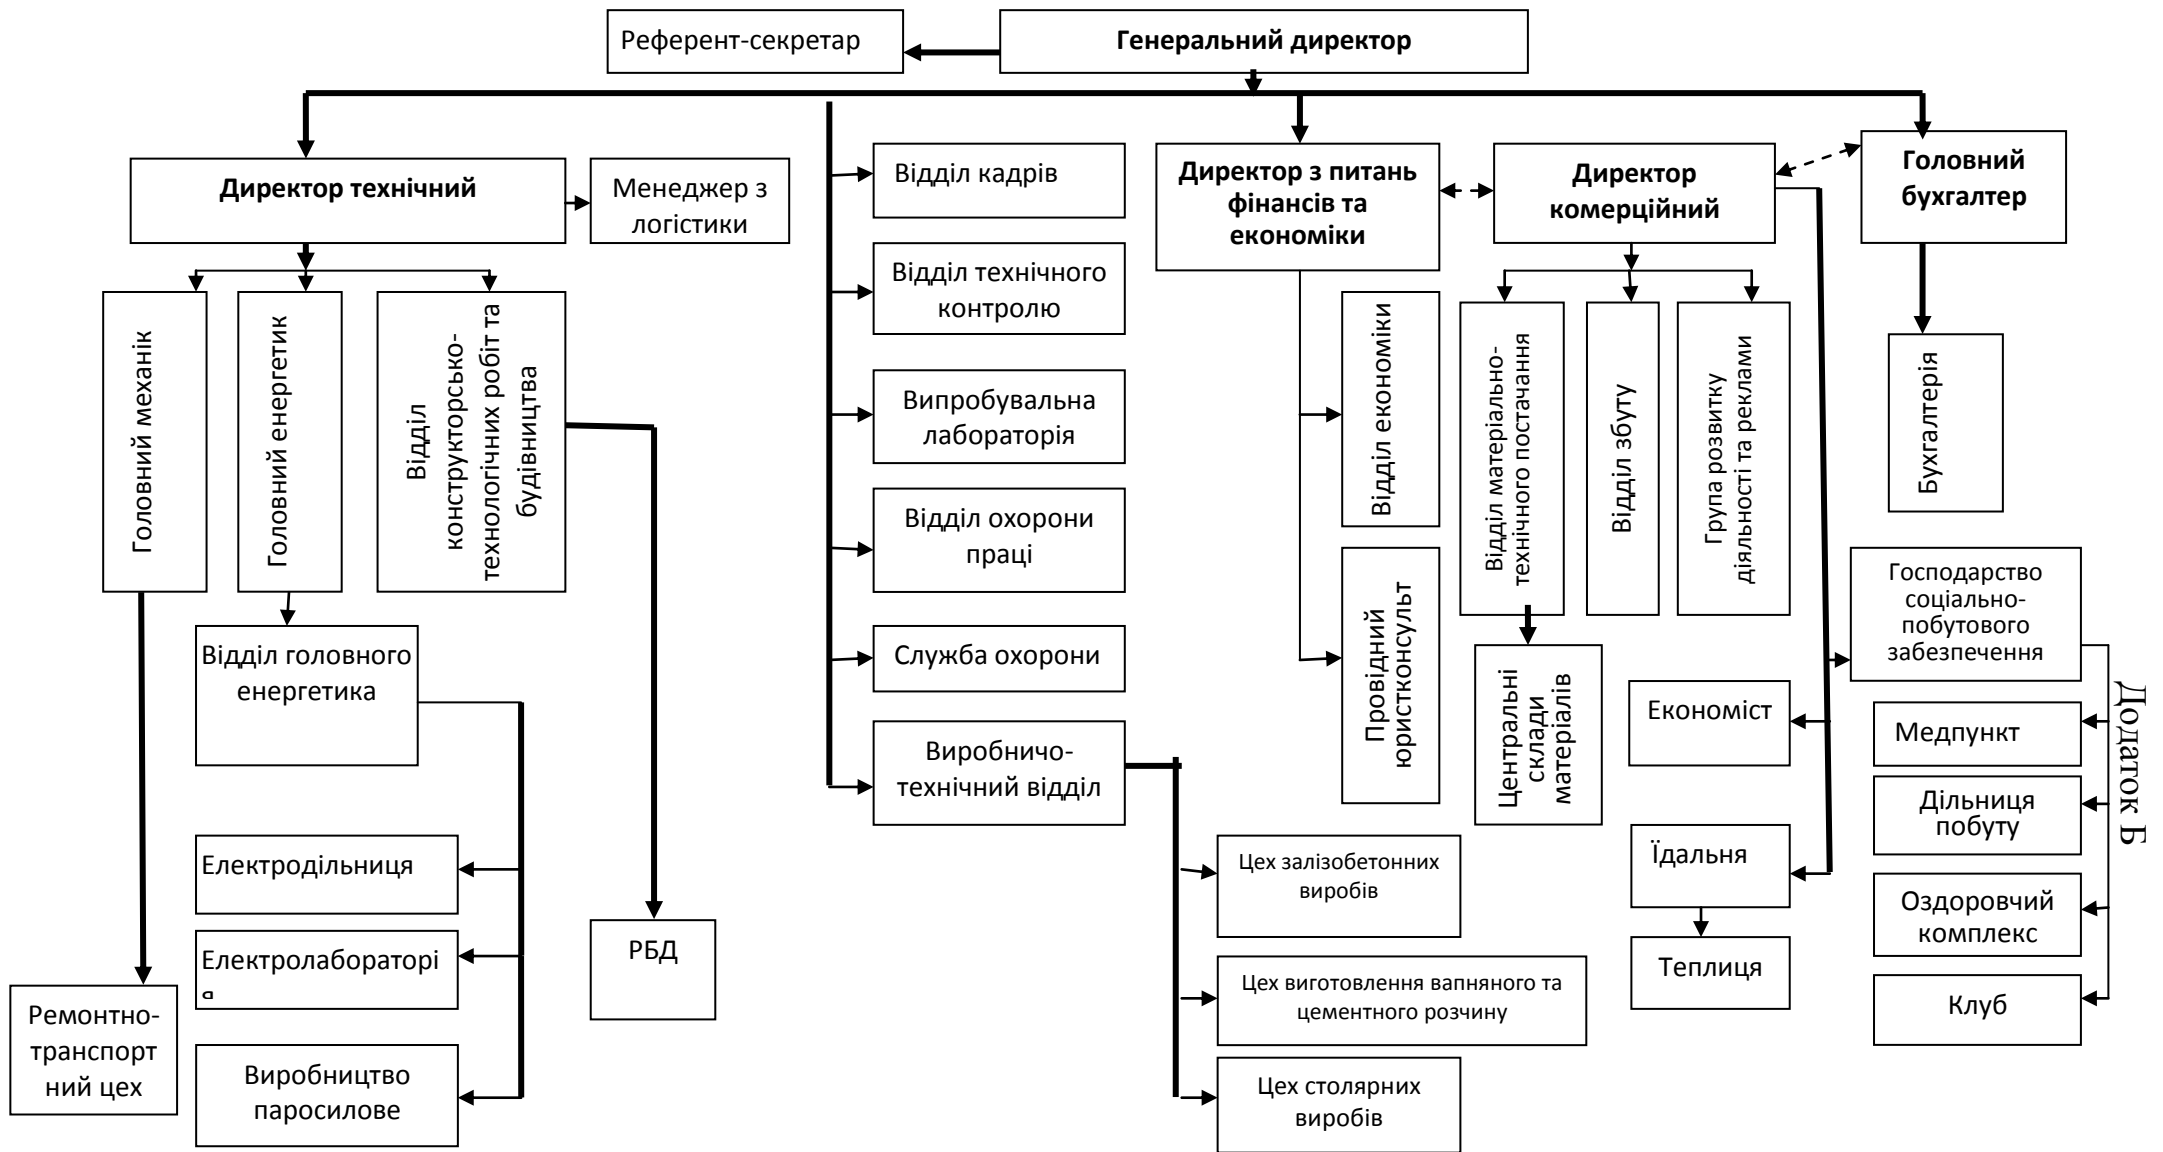 Референт-секретар
Генеральний директор
Директор технічний
Менеджер з
логістики
Відділ кадрів
Директор з питань
фінансів та
економіки
Директор
комерційний
Головний
бухгалтер
Головний механік
Головний енергетик
Відділ
конструкторсько-
технологічних робіт та
будівництва
Відділ технічного
контролю
Випробувальна
лабораторія
Відділ охорони
праці
Служба охорони
Виробничо-
технічний відділ
Відділ економіки
Провідний
юристконсульт
Відділ матеріально-
технічного постачання
Відділ збуту
Група розвитку
діяльності та реклами
Бухгалтерія
Центральні
склади
матеріалів
Господарство
соціально-
побутового
забезпечення
Економіст
Медпункт
Дільниця
побуту
Їдальня
Оздоровчий
комплекс
Теплиця
Клуб
Відділ головного
енергетика
Електродільниця
Електролабораторі
я
Виробництво
паросилове
Ремонтно-
транспорт
ний цех
РБД
Цех залізобетонних
виробів
Цех виготовлення вапняного та
цементного розчину
Цех столярних
виробів
Додаток Б